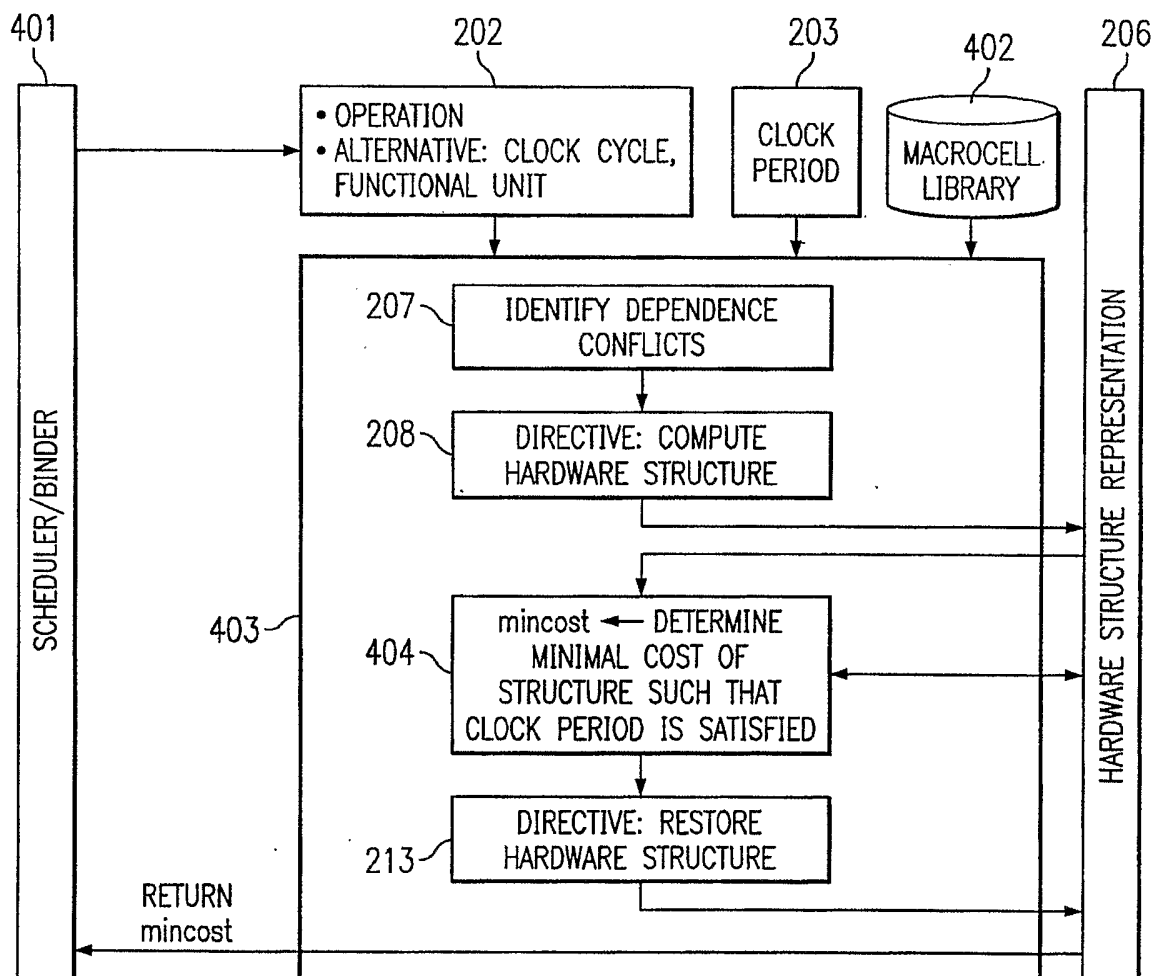 401
202
203
402
206
• OPERATION
• ALTERNATIVE: CLOCK CYCLE,
FUNCTIONAL UNIT
CLOCK
PERIOD
MACROCELL
LIBRARY
207
IDENTIFY DEPENDENCE
CONFLICTS
208
DIRECTIVE: COMPUTE
HARDWARE STRUCTURE
403
404
mincost ← DETERMINE
MINIMAL COST OF
STRUCTURE SUCH THAT
CLOCK PERIOD IS SATISFIED
213
DIRECTIVE: RESTORE
HARDWARE STRUCTURE
RETURN
mincost
SCHEDULER/BINDER
HARDWARE STRUCTURE REPRESENTATION